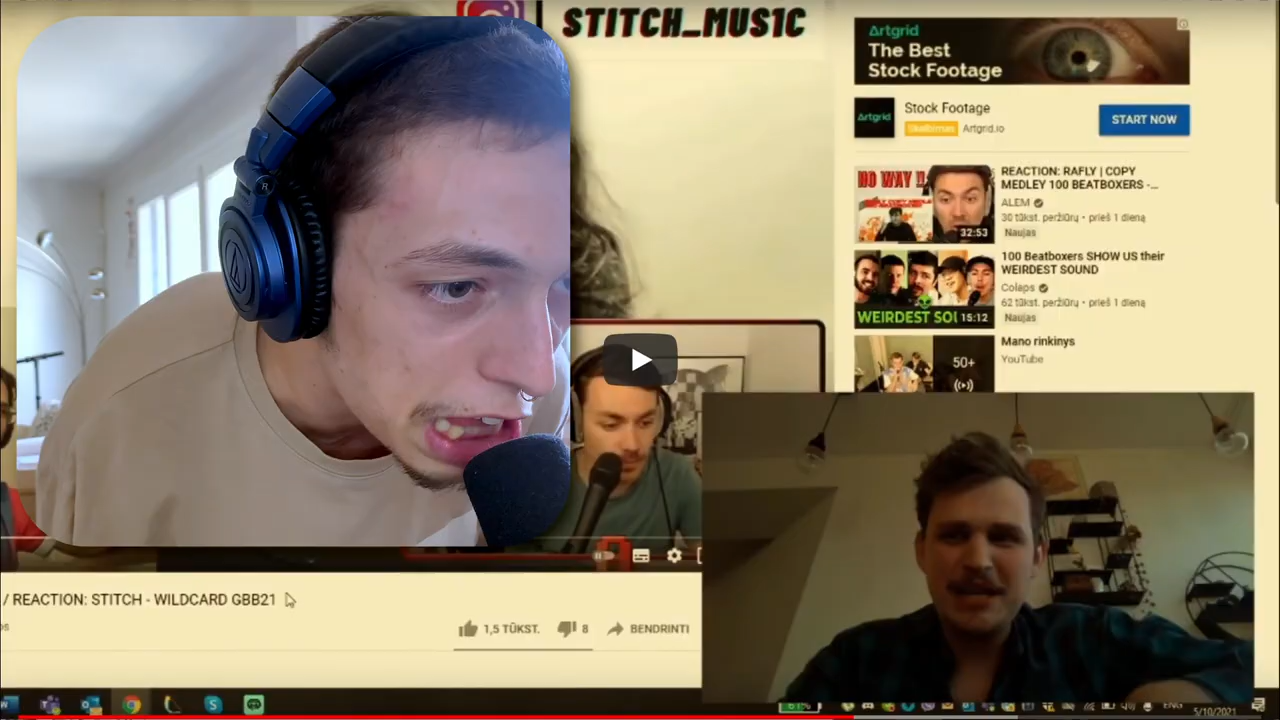 STITCH_MUS1C
Artgrid
The Best
Stock Footage
Artgrid
Stock Footage
Skelbimas Artgrid.io
START NOW
NO WAY !!
32:53
REACTION: RAFLY | COPY
MEDLEY 100 BEATBOXERS -...
ALEM
30 tūkst. peržiūrų • prieš 1 dieną
Naujas
WEIRDEST SOU
15:12
100 Beatboxers SHOW US their
WEIRDEST SOUND
Colaps
62 tūkst. peržiūrų • prieš 1 dieną
Naujas
50+
Mano rinkinys
YouTube
R
/ REACTION: STITCH - WILDCARD GBB21
1,5 TŪKST.
8
BENDRINTI
61%
ENG
5/10/2021